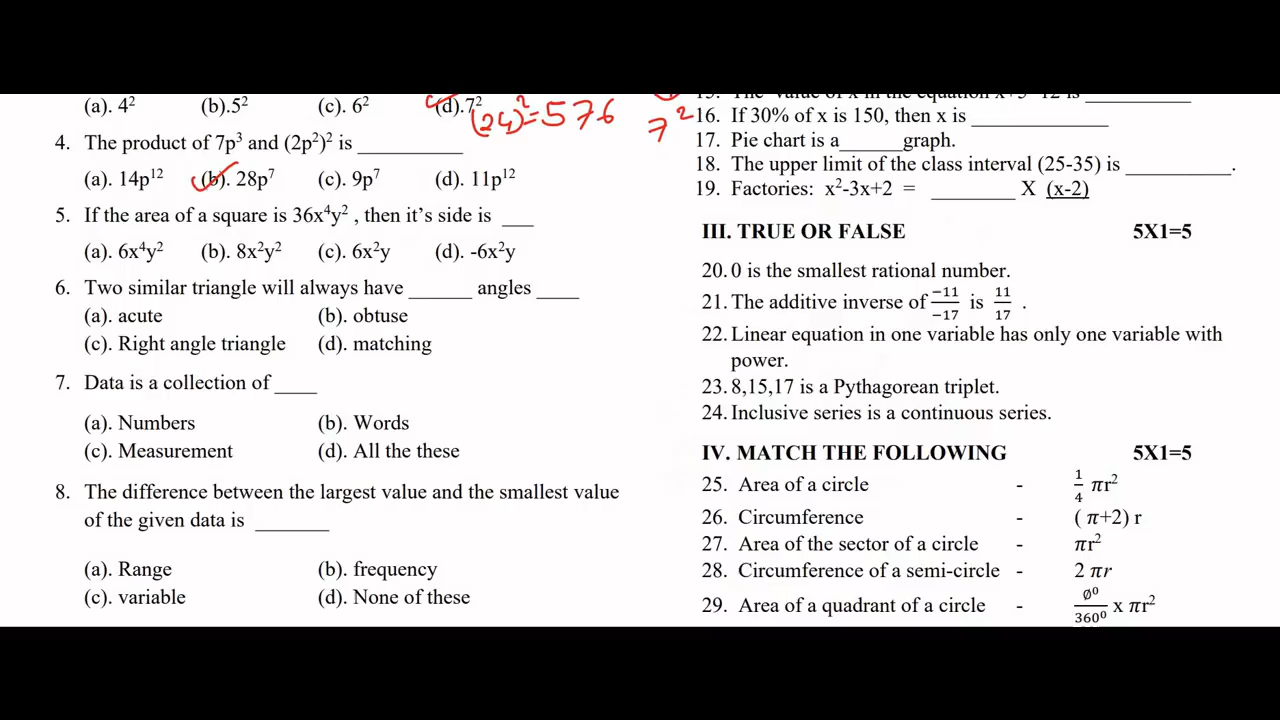 (a). 4² (b).5² (c). 6² (d).7²
(24)² = 576
7²
4. The product of 7p³ and (2p²)² is __________
(a). 14p¹² (b). 28p⁷ (c). 9p⁷ (d). 11p¹²
5. If the area of a square is 36x⁴y² , then it’s side is ___
(a). 6x⁴y² (b). 8x²y² (c). 6x²y (d). -6x²y
6. Two similar triangle will always have ______ angles ____
(a). acute (b). obtuse
(c). Right angle triangle (d). matching
7. Data is a collection of ____
(a). Numbers (b). Words
(c). Measurement (d). All the these
8. The difference between the largest value and the smallest value
of the given data is _______
(a). Range (b). frequency
(c). variable (d). None of these
15. The value of x in the equation x+5=12 is __________
16. If 30% of x is 150, then x is _____________
17. Pie chart is a______graph.
18. The upper limit of the class interval (25-35) is __________.
19. Factories: x²-3x+2 = ________ X (x-2)
III. TRUE OR FALSE 5X1=5
20. 0 is the smallest rational number.
21. The additive inverse of −11/−17 is 11/17 .
22. Linear equation in one variable has only one variable with
power.
23. 8,15,17 is a Pythagorean triplet.
24. Inclusive series is a continuous series.
IV. MATCH THE FOLLOWING 5X1=5
25. Area of a circle - 1/4 πr²
26. Circumference - ( π+2) r
27. Area of the sector of a circle - πr²
28. Circumference of a semi-circle - 2 πr
29. Area of a quadrant of a circle - ∅⁰/360⁰ x πr²